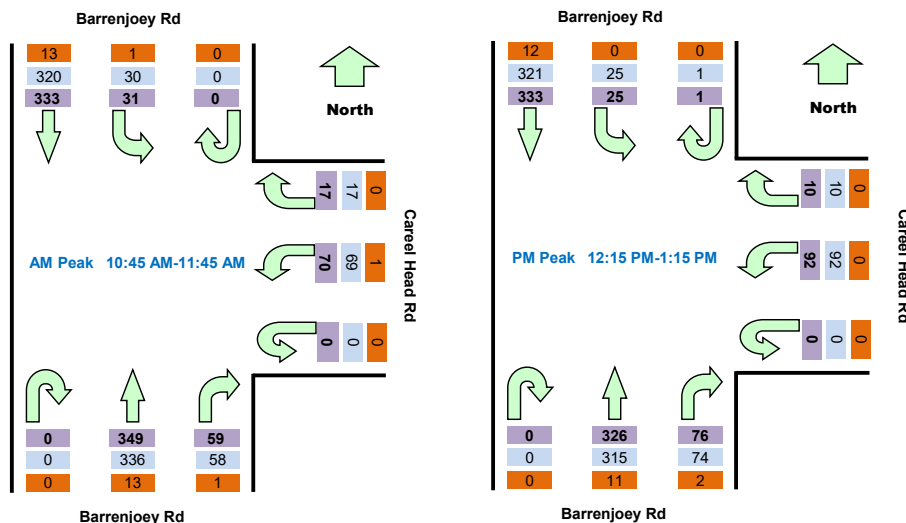 Barrenjoey Rd
13 1 0
320 30 0
333 31 0
North
17 17 0
AM Peak 10:45 AM-11:45 AM
70 69 1
Careel Head Rd
0 0 0
0 349 59
0 336 58
0 13 1
Barrenjoey Rd
Barrenjoey Rd
12 0 0
321 25 1
333 25 1
North
10 10 0
PM Peak 12:15 PM-1:15 PM
92 92 0
Careel Head Rd
0 0 0
0 326 76
0 315 74
0 11 2
Barrenjoey Rd